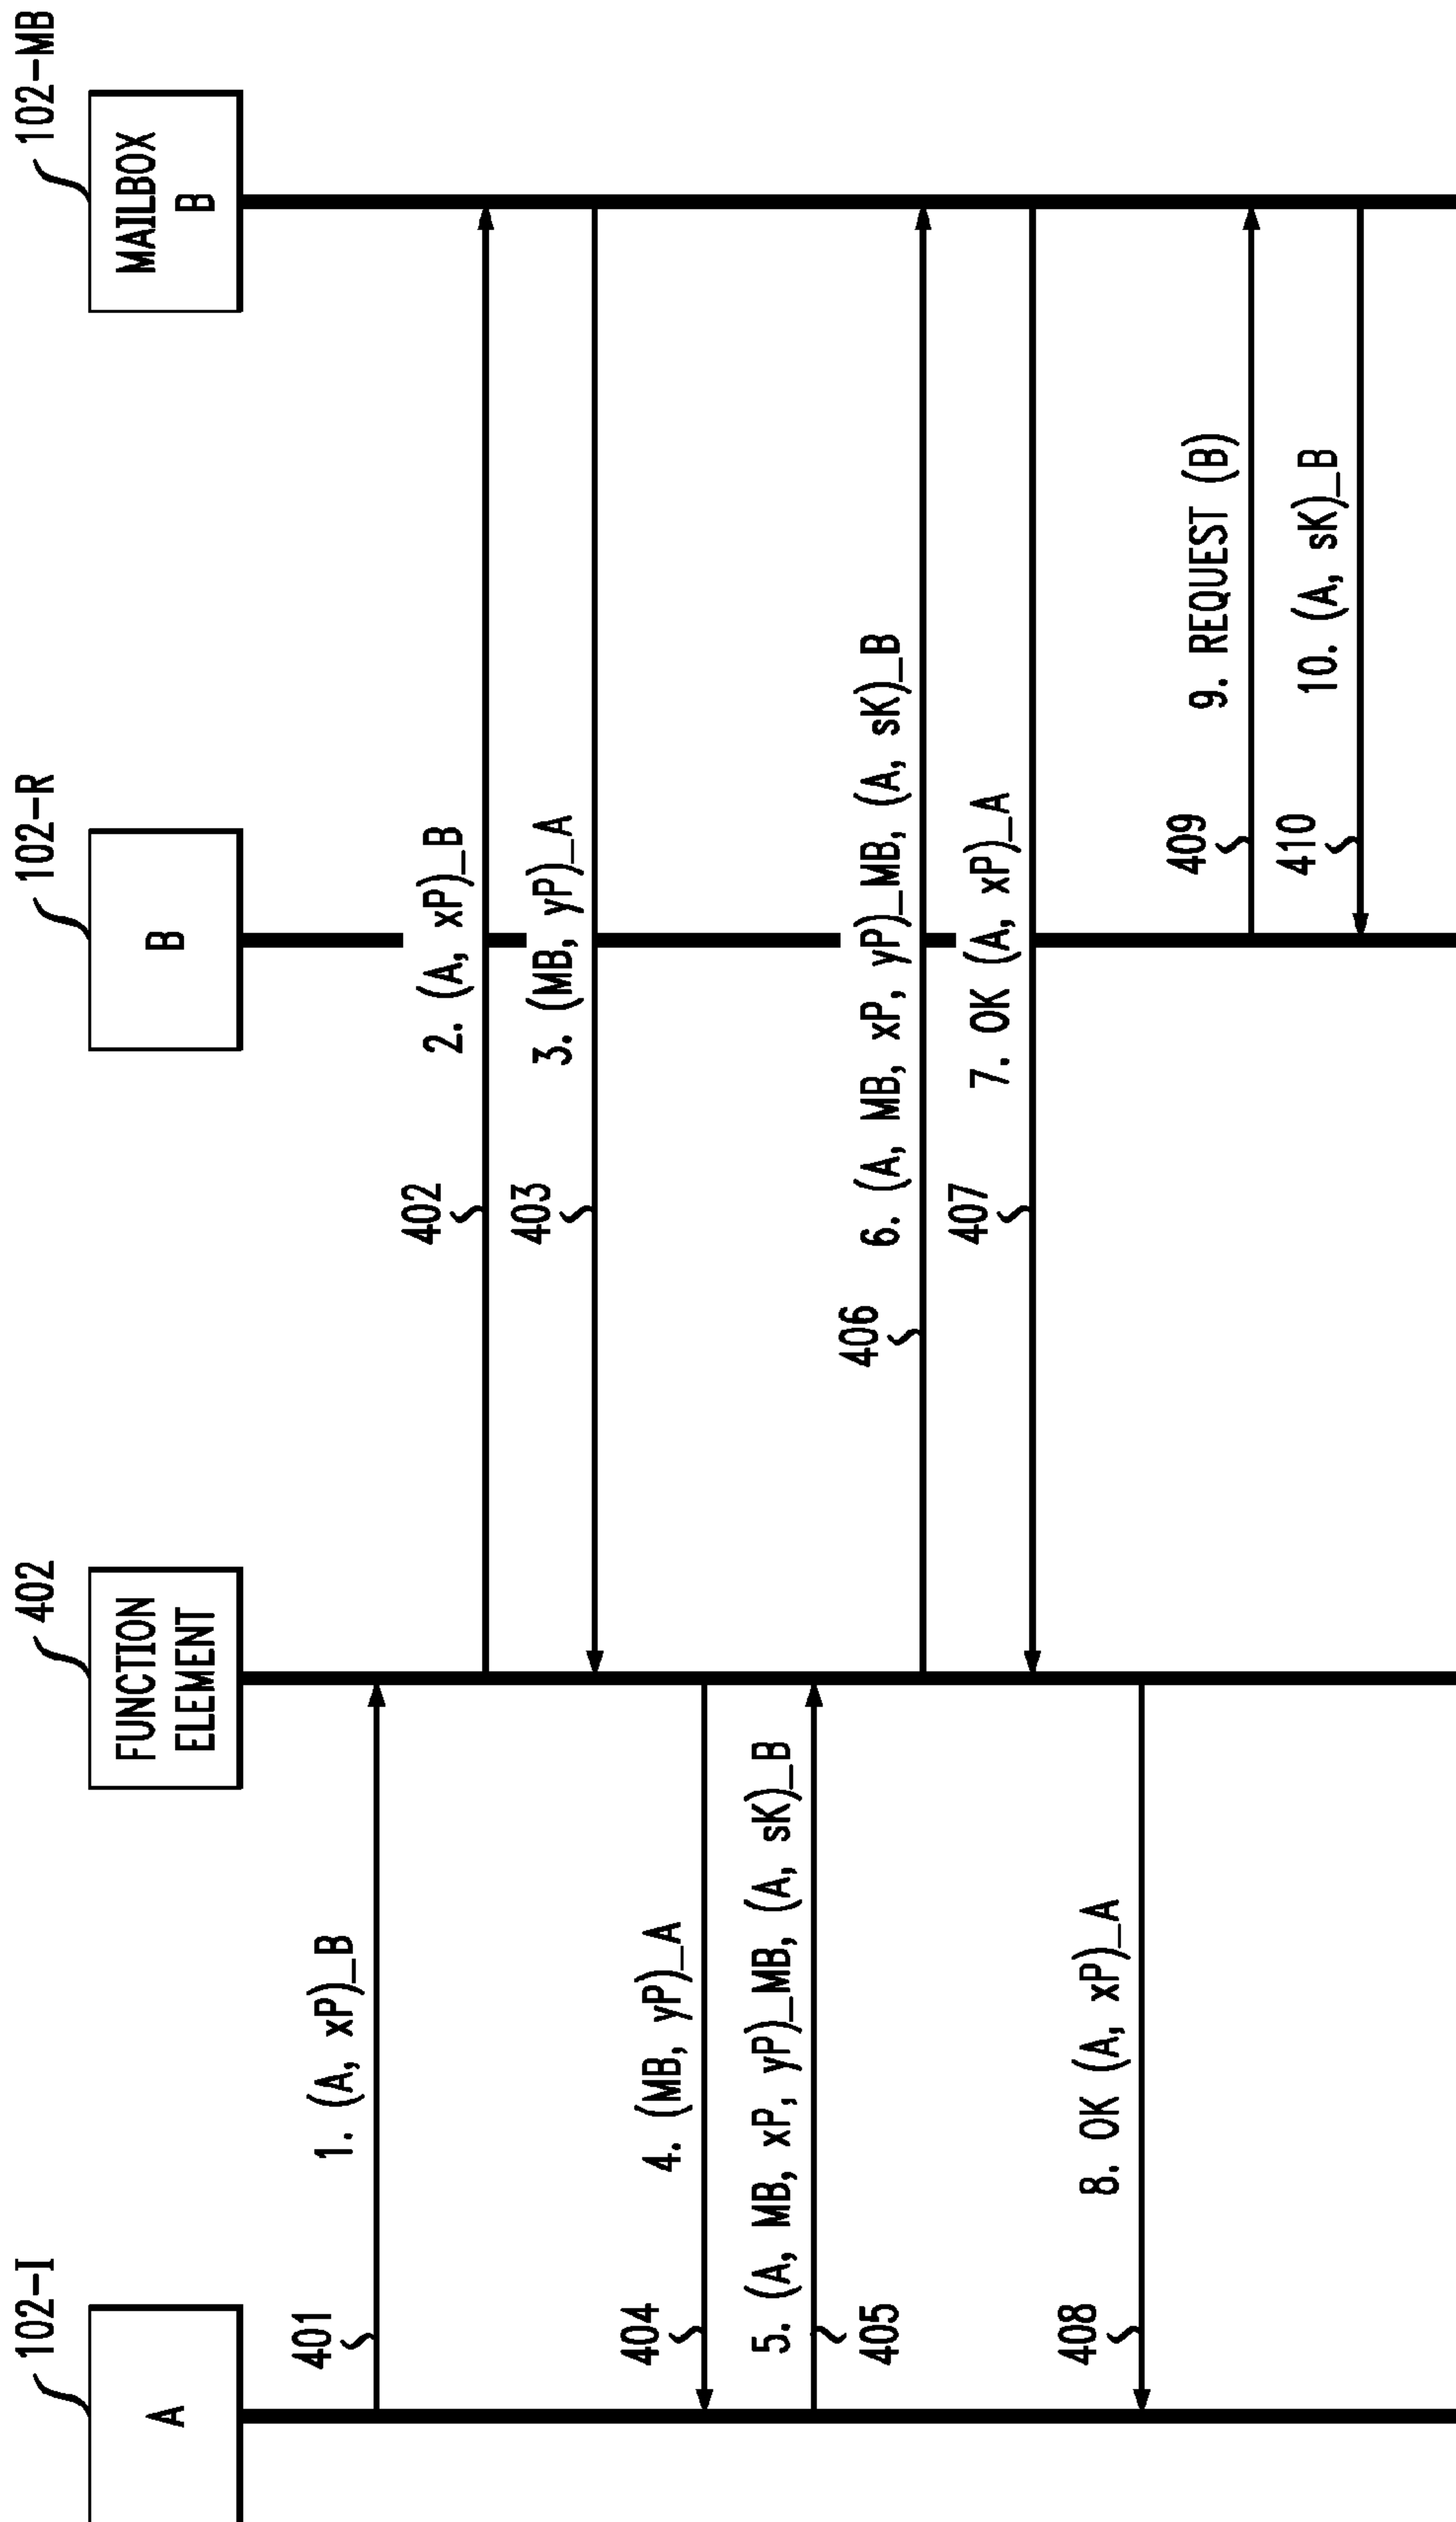 102-I
A
402
FUNCTION
ELEMENT
102-R
B
102-MB
MAILBOX
B
401
1. (A, xP)_B
402
2. (A, xP)_B
403
3. (MB, yP)_A
404
4. (MB, yP)_A
5. (A, MB, xP, yP)_MB, (A, sK)_B
405
406
6. (A, MB, xP, yP)_MB, (A, sK)_B
407
7. OK (A, xP)_A
408
8. OK (A, xP)_A
409
9. REQUEST (B)
410
10. (A, sK)_B